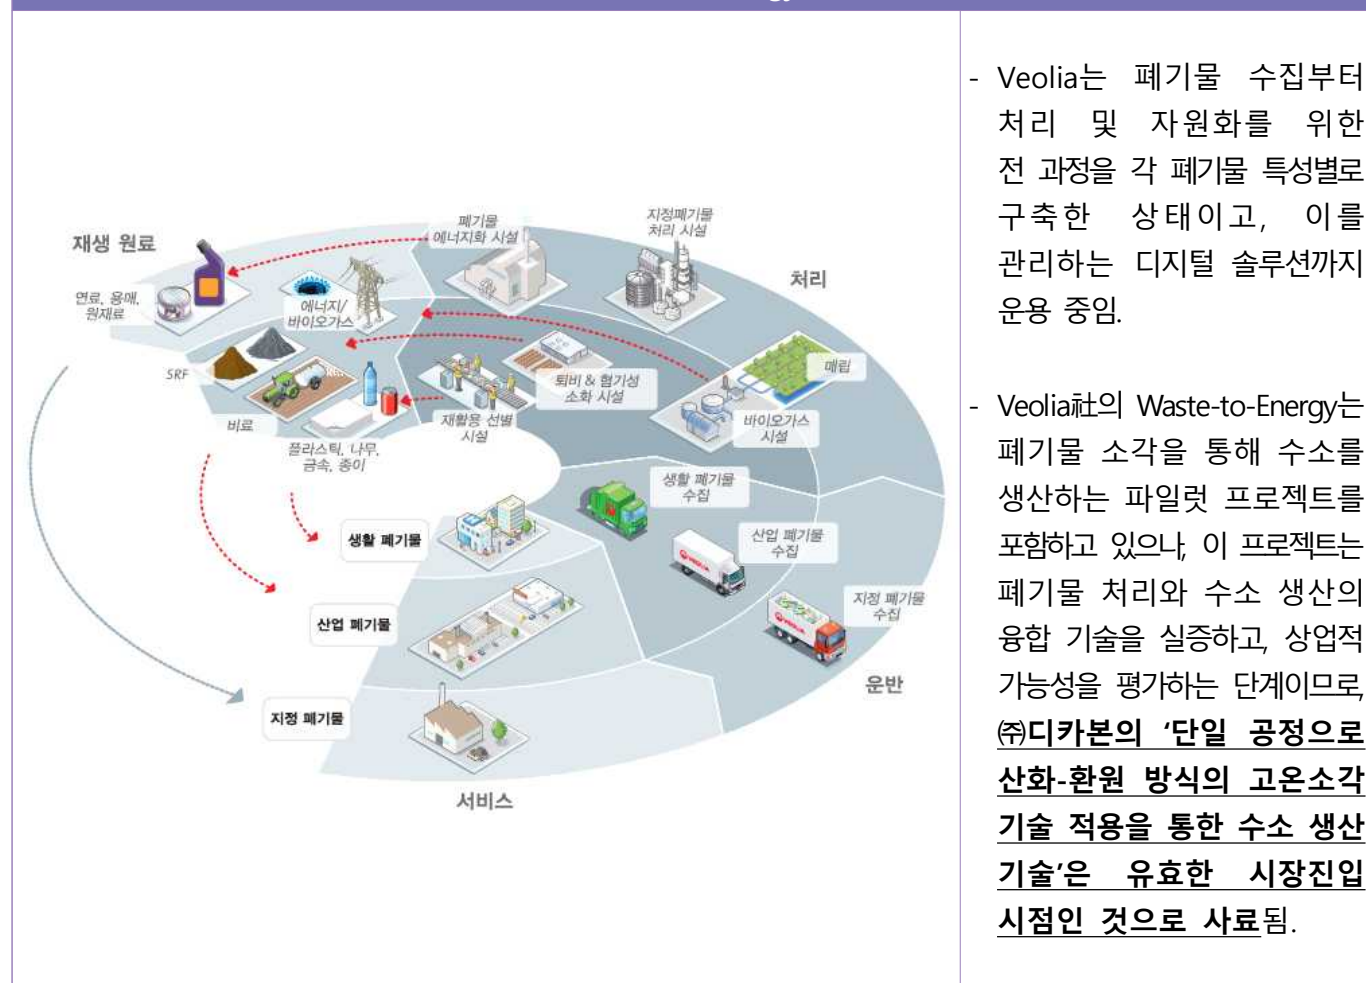 재생 원료
연료, 용매,
원재료
에너지/
바이오가스
폐기물
에너지화 시설
지정폐기물
처리 시설
처리
SRF
비료
플라스틱, 나무,
금속, 종이
재활용 선별
시설
퇴비 & 혐기성
소화 시설
바이오가스
시설
매립
생활 폐기물
수집
산업 폐기물
수집
지정 폐기물
수집
운반
생활 폐기물
산업 폐기물
지정 폐기물
서비스
VEOLIA
VEOLIA
- Veolia는 폐기물 수집부터
처리 및 자원화를 위한
전 과정을 각 폐기물 특성별로
구축한 상태이고, 이를
관리하는 디지털 솔루션까지
운용 중임.
- Veolia社의 Waste-to-Energy는
폐기물 소각을 통해 수소를
생산하는 파일럿 프로젝트를
포함하고 있으나, 이 프로젝트는
폐기물 처리와 수소 생산의
융합 기술을 실증하고, 상업적
가능성을 평가하는 단계이므로,
㈜디카본의 ‘단일 공정으로
산화-환원 방식의 고온소각
기술 적용을 통한 수소 생산
기술’은 유효한 시장진입
시점인 것으로 사료됨.